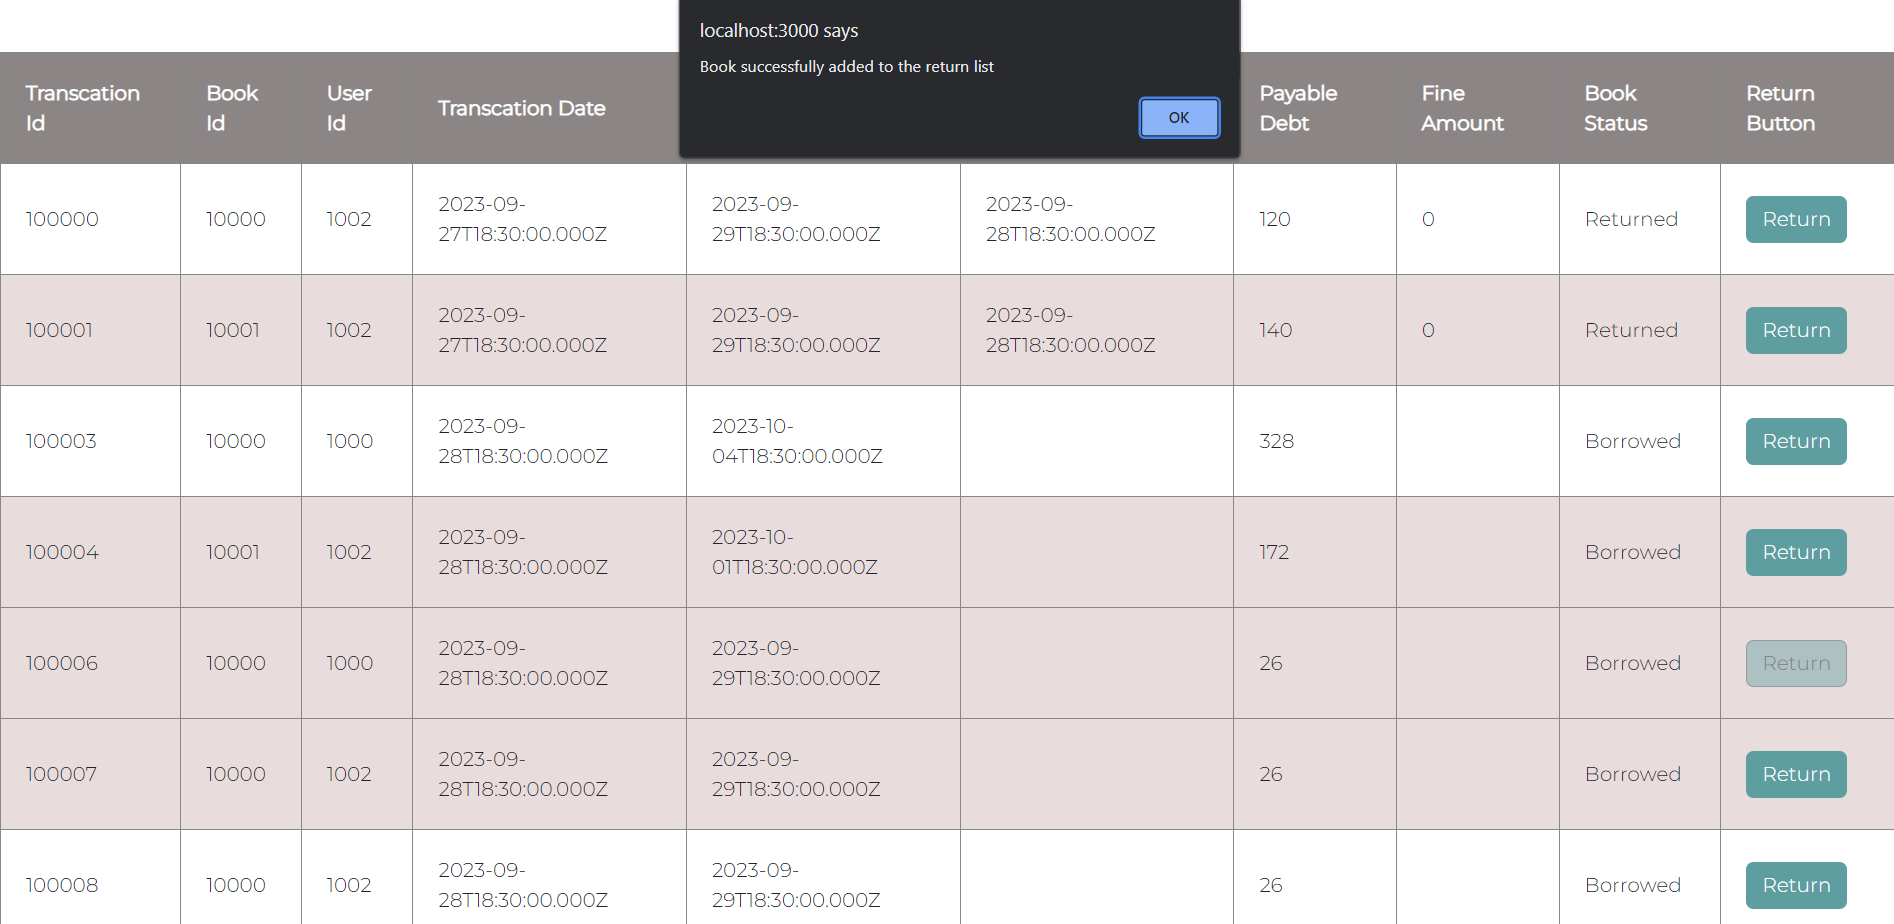 localhost:3000 says
Book successfully added to the return list
OK
Transcation Id
Book Id
User Id
Transcation Date
Payable Debt
Fine Amount
Book Status
Return Button
100000
10000
1002
2023-09-
27T18:30:00.000Z
2023-09-
29T18:30:00.000Z
2023-09-
28T18:30:00.000Z
120
0
Returned
Return
100001
10001
1002
2023-09-
27T18:30:00.000Z
2023-09-
29T18:30:00.000Z
2023-09-
28T18:30:00.000Z
140
0
Returned
Return
100003
10000
1000
2023-09-
28T18:30:00.000Z
2023-10-
04T18:30:00.000Z
328
Borrowed
Return
100004
10001
1002
2023-09-
28T18:30:00.000Z
2023-10-
01T18:30:00.000Z
172
Borrowed
Return
100006
10000
1000
2023-09-
28T18:30:00.000Z
2023-09-
29T18:30:00.000Z
26
Borrowed
Return
100007
10000
1002
2023-09-
28T18:30:00.000Z
2023-09-
29T18:30:00.000Z
26
Borrowed
Return
100008
10000
1002
2023-09-
28T18:30:00.000Z
2023-09-
29T18:30:00.000Z
26
Borrowed
Return